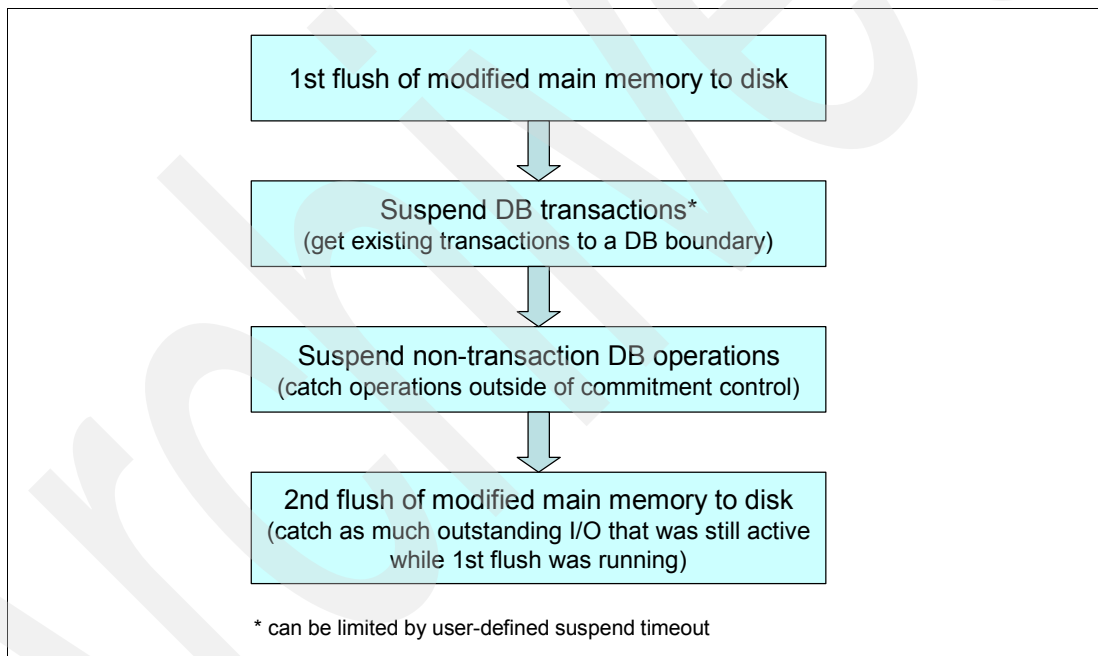 1st flush of modified main memory to disk
Suspend DB transactions*
(get existing transactions to a DB boundary)
Suspend non-transaction DB operations
(catch operations outside of commitment control)
2nd flush of modified main memory to disk
(catch as much outstanding I/O that was still active
while 1st flush was running)
* can be limited by user-defined suspend timeout